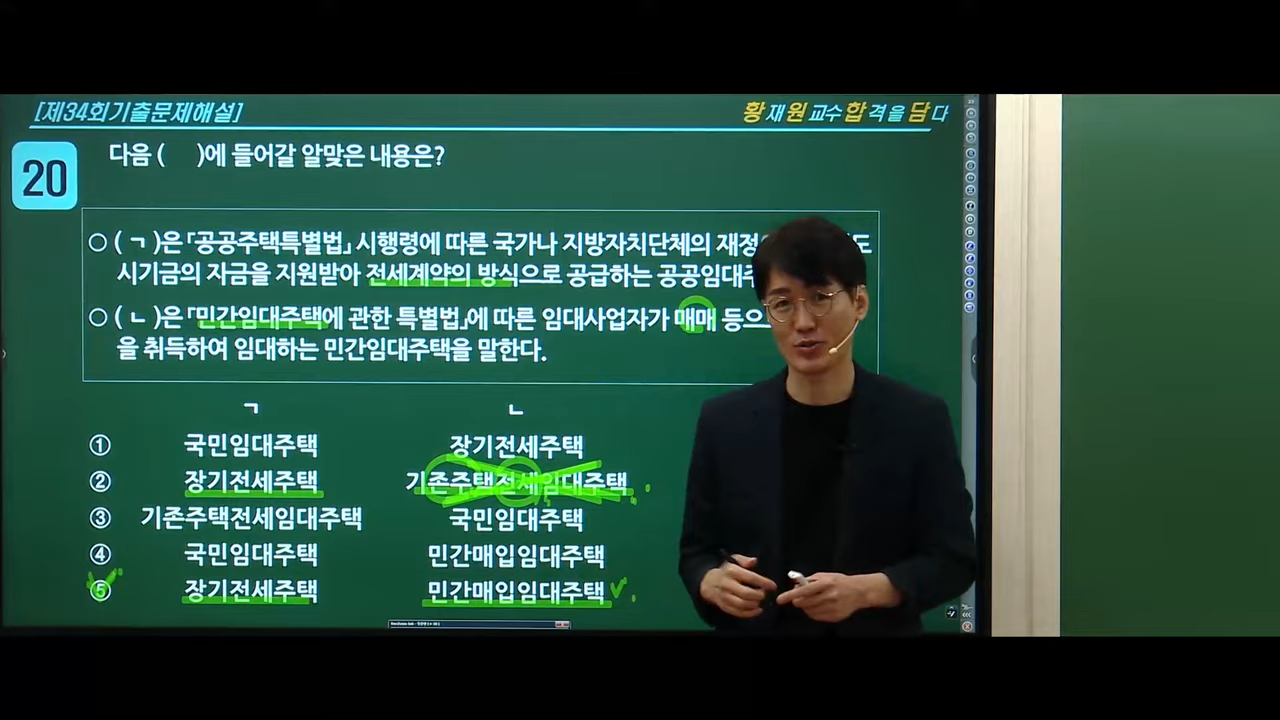 [제34회기출문제해설]
황재원교수합격을담다
20
다음 ( )에 들어갈 알맞은 내용은?
○ ( ㄱ )은 「공공주택특별법」 시행령에 따른 국가나 지방자치단체의 재정
시기금의 자금을 지원받아 전세계약의 방식으로 공급하는 공공임대
○ ( ㄴ )은 「민간임대주택에 관한 특별법」에 따른 임대사업자가 매매 등
을 취득하여 임대하는 민간임대주택을 말한다.
ㄱ ㄴ
① 국민임대주택 장기전세주택
② 장기전세주택 기존주택전세임대주택
③ 기존주택전세임대주택 국민임대주택
④ 국민임대주택 민간매입임대주택
⑤ 장기전세주택 민간매입임대주택